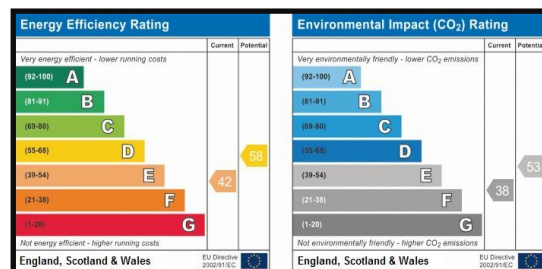 Energy Efficiency Rating
Current Potential
Very energy efficient - lower running costs
(92-100) A
(81-91) B
(69-80) C
(55-68) D
58
(39-54) E
42
(21-38) F
(1-20) G
Not energy efficient - higher running costs
England, Scotland & Wales
EU Directive
2002/91/EC
Environmental Impact (CO2) Rating
Current Potential
Very environmentally friendly - lower CO2 emissions
(92-100) A
(81-91) B
(69-80) C
(55-68) D
(39-54) E
53
(21-38) F
38
(1-20) G
Not environmentally friendly - higher CO2 emissions
England, Scotland & Wales
EU Directive
2002/91/EC